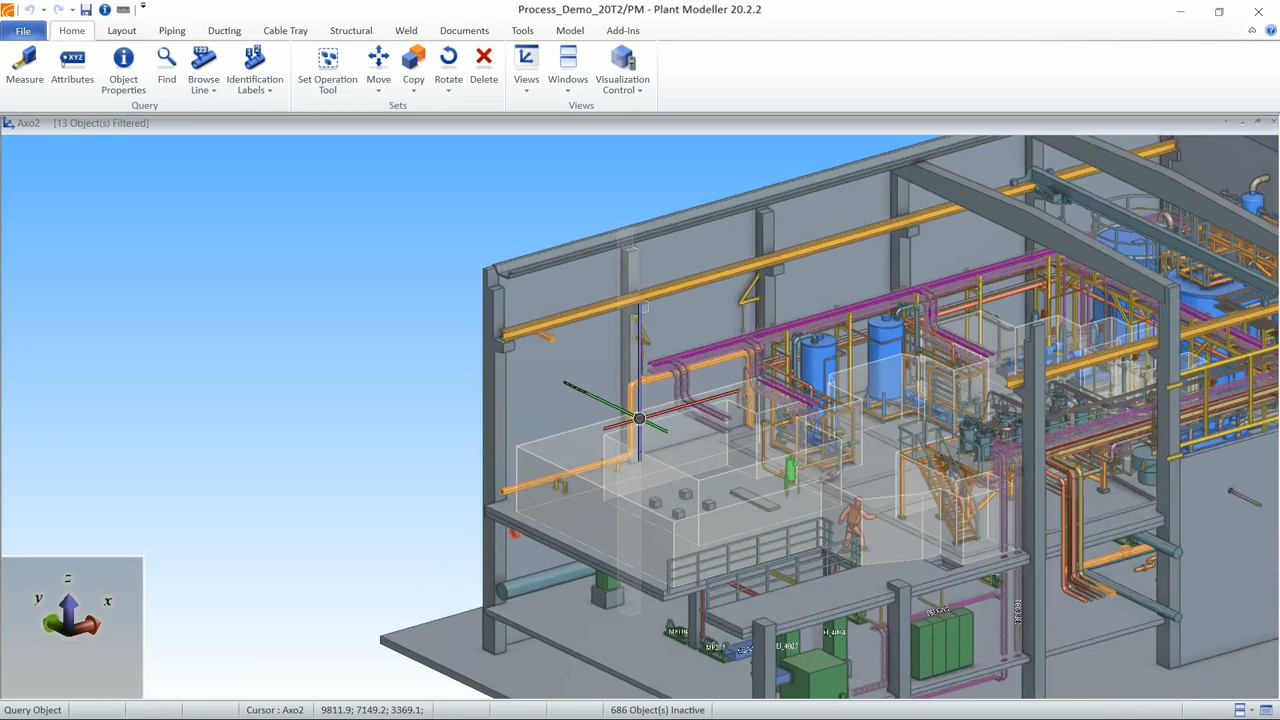 Process_Demo_20T2/PM - Plant Modeller 20.2.2
File Home Layout Piping Ducting Cable Tray Structural Weld Documents Tools Model Add-Ins
Measure Attributes Object Properties Find Browse Line Identification Labels Set Operation Tool Move Copy Rotate Delete Views Windows Visualization Control
Query Sets Views
Axo2 [13 Object(s) Filtered]
z
y x
MP104
MP107
Query Object Cursor : Axo2 9811.9; 7149.2; 3369.1; 686 Object(s) Inactive